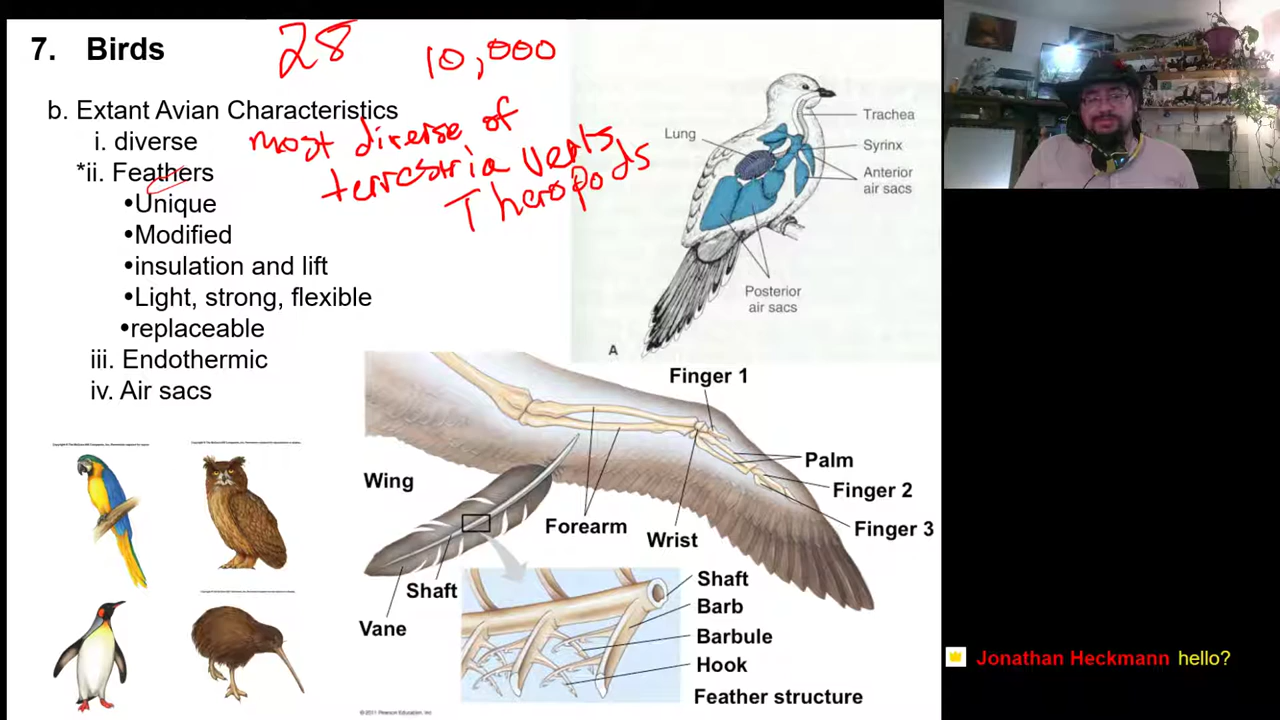 7. Birds
28
10,000
b. Extant Avian Characteristics
i. diverse
most diverse of
terrestria verts
Theropods
*ii. Feathers
•Unique
•Modified
•insulation and lift
•Light, strong, flexible
•replaceable
iii. Endothermic
iv. Air sacs
Trachea
Lung
Syrinx
Anterior
air sacs
Posterior
air sacs
A
Finger 1
Palm
Finger 2
Finger 3
Wing
Forearm
Wrist
Shaft
Vane
Shaft
Barb
Barbule
Hook
Feather structure
Jonathan Heckmann hello?